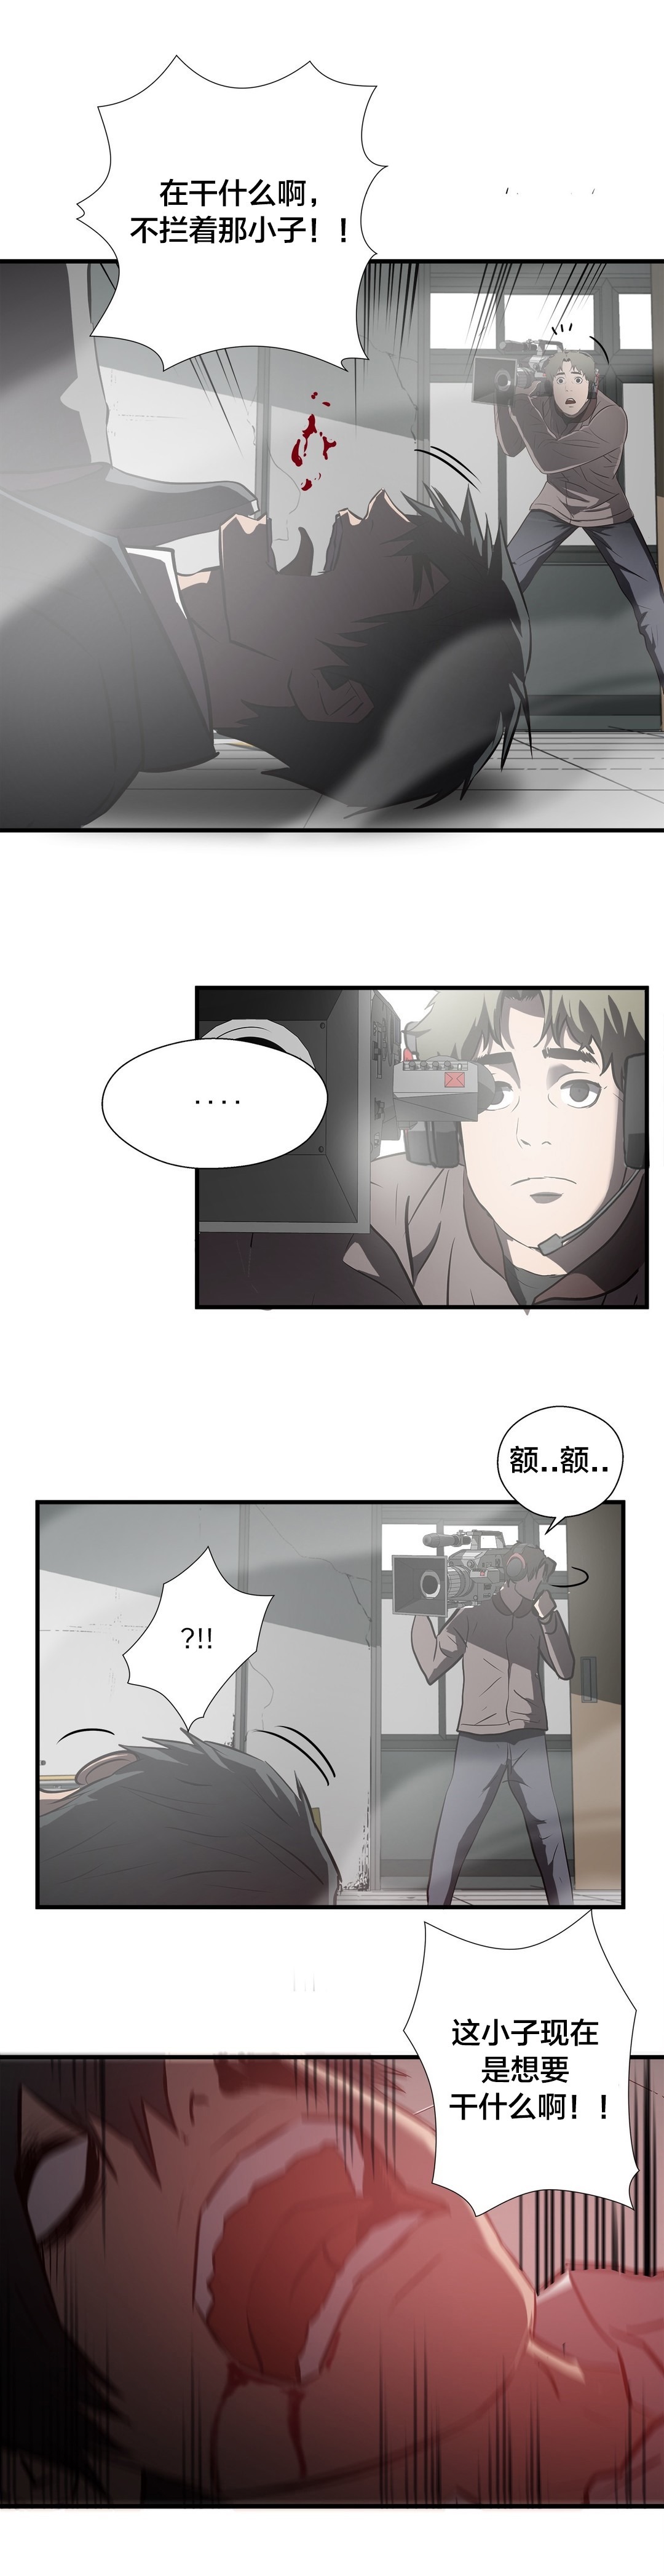 在干什么啊，
不拦着那小子！！
....
额..额..
?!!
这小子现在
是想要
干什么啊！！